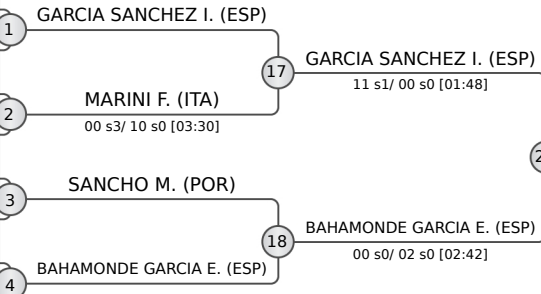 GARCIA SANCHEZ I. (ESP)
1
17
GARCIA SANCHEZ I. (ESP)
11 s1/ 00 s0 [01:48]
MARINI F. (ITA)
2
00 s3/ 10 s0 [03:30]
SANCHO M. (POR)
3
18
BAHAMONDE GARCIA E. (ESP)
00 s0/ 02 s0 [02:42]
BAHAMONDE GARCIA E. (ESP)
4